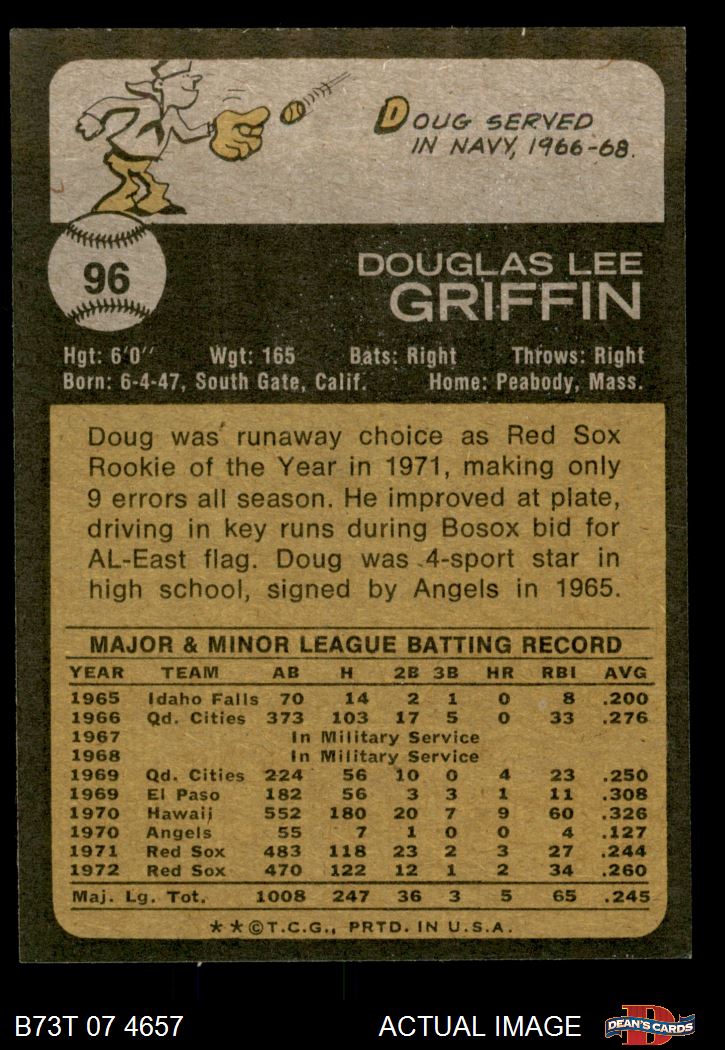 DOUG SERVED
IN NAVY, 1966-68.
96
DOUGLAS LEE
GRIFFIN
Hgt: 6'0" Wgt: 165 Bats: Right Throws: Right
Born: 6-4-47, South Gate, Calif. Home: Peabody, Mass.
Doug was runaway choice as Red Sox
Rookie of the Year in 1971, making only
9 errors all season. He improved at plate,
driving in key runs during Bosox bid for
AL-East flag. Doug was 4-sport star in
high school, signed by Angels in 1965.
MAJOR & MINOR LEAGUE BATTING RECORD
YEAR TEAM AB H 2B 3B HR RBI AVG
1965 Idaho Falls 70 14 2 1 0 8 .200
1966 Qd. Cities 373 103 17 5 0 33 .276
1967 In Military Service
1968 In Military Service
1969 Qd. Cities 224 56 10 0 4 23 .250
1969 El Paso 182 56 3 3 1 11 .308
1970 Hawaii 552 180 20 7 9 60 .326
1970 Angels 55 7 1 0 0 4 .127
1971 Red Sox 483 118 23 2 3 27 .244
1972 Red Sox 470 122 12 1 2 34 .260
Maj. Lg. Tot. 1008 247 36 3 5 65 .245
**©T.C.G., PRTD. IN U.S.A.
B73T 07 4657 ACTUAL IMAGE D DEAN'S CARDS